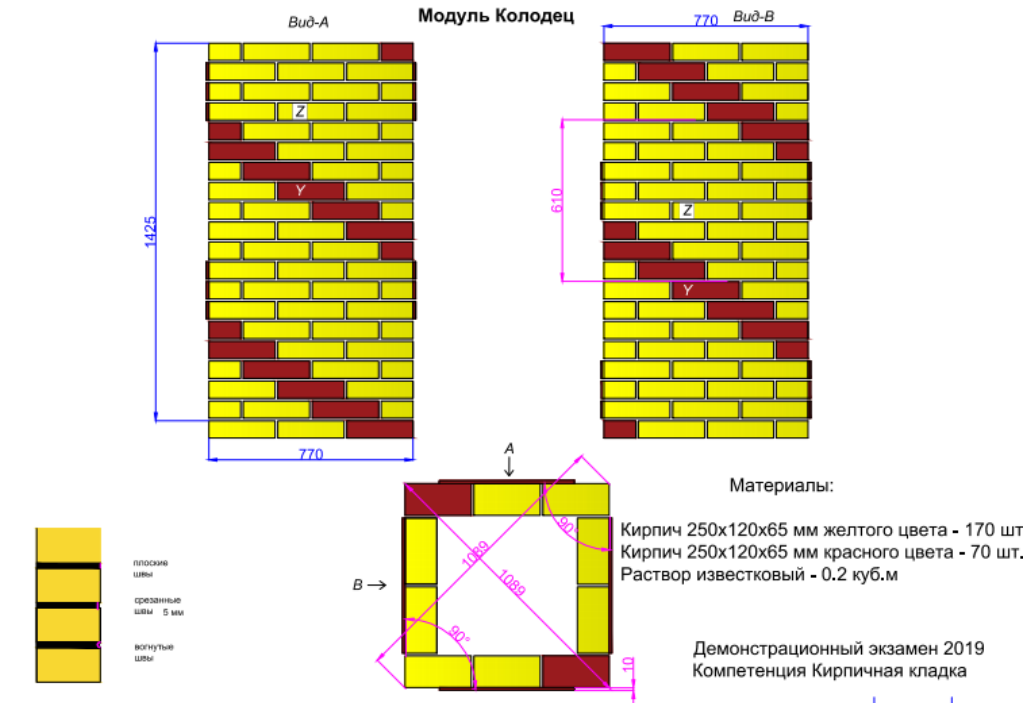 Модуль Колодец
Вид-А
770
Вид-В
Z
Y
1425
610
Z
Y
770
A
B
90°
1089
1089
90°
10
Материалы:
Кирпич 250х120х65 мм желтого цвета - 170 шт
Кирпич 250х120х65 мм красного цвета - 70 шт.
Раствор известковый - 0.2 куб.м
плоские
швы
срезанные
швы 5 мм
вогнутые
швы
Демонстрационный экзамен 2019
Компетенция Кирпичная кладка